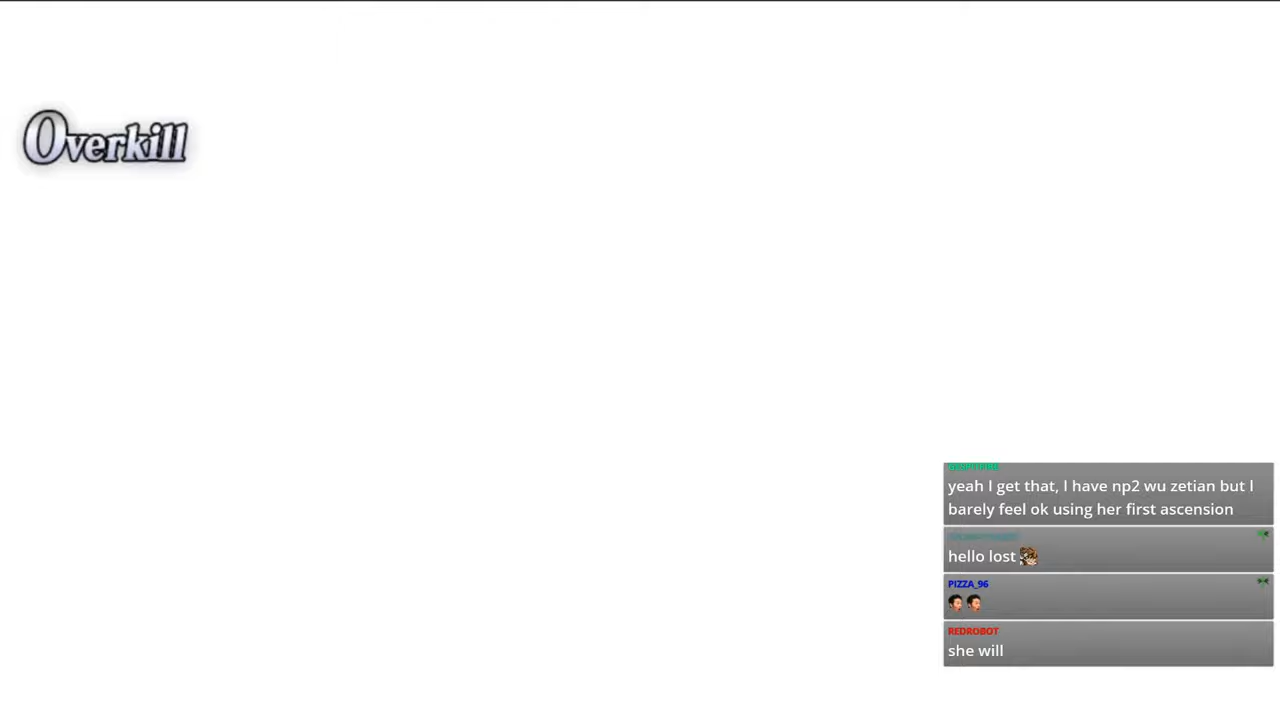 Overkill
yeah I get that, I have np2 wu zetian but I
barely feel ok using her first ascension
hello lost
PIZZA_96
REDROBOT
she will